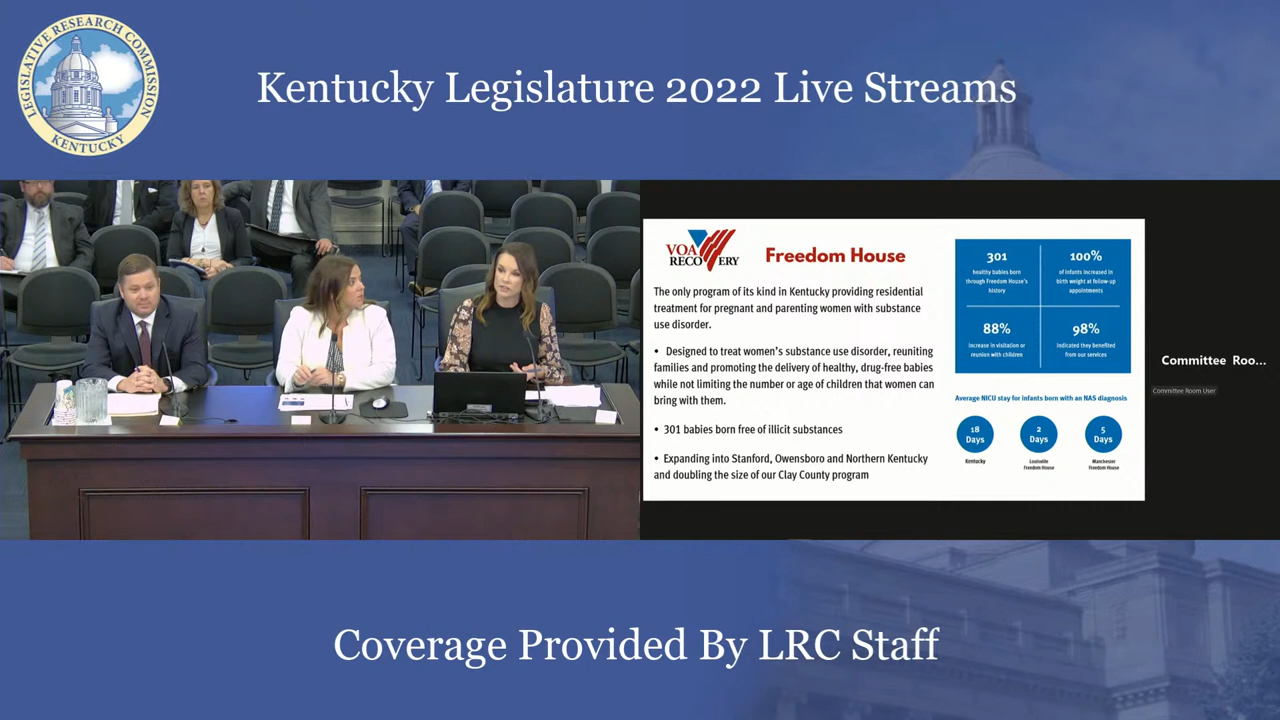 LEGISLATIVE RESEARCH COMMISSION
KENTUCKY
Kentucky Legislature 2022 Live Streams
VOA
RECOVERY
Freedom House
The only program of its kind in Kentucky providing residential
treatment for pregnant and parenting women with substance
use disorder.
• Designed to treat women's substance use disorder, reuniting
families and promoting the delivery of healthy, drug-free babies
while not limiting the number or age of children that women can
bring with them.
• 301 babies born free of illicit substances
• Expanding into Stanford, Owensboro and Northern Kentucky
and doubling the size of our Clay County program
301
healthy babies born
through Freedom House's
history
100%
of infants increased in
birth weight at follow-up
appointments
88%
increase in visitation or
reunion with children
98%
indicated they benefited
from our services
Average NICU stay for infants born with an NAS diagnosis
18
Days
Kentucky
2
Days
Louisville
Freedom House
5
Days
Manchester
Freedom House
Committee Roo...
Committee Room User
Coverage Provided By LRC Staff